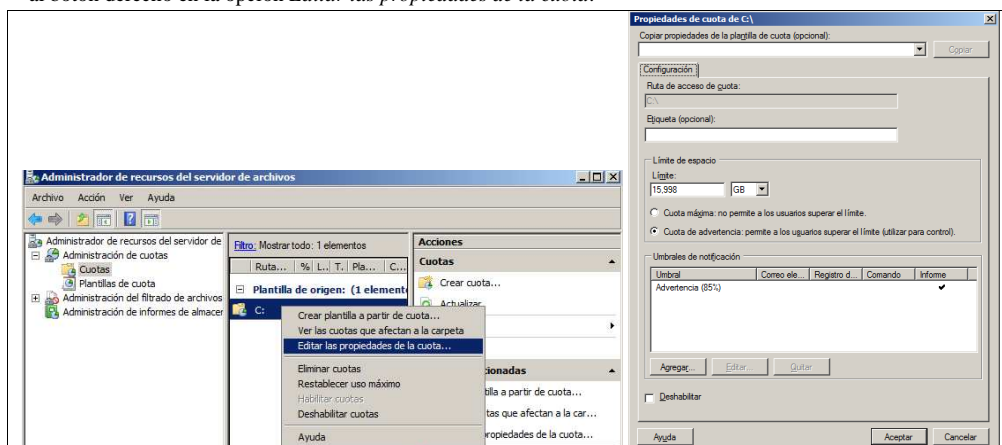 al botón derecho en la opción Editar las propiedades de la cuota.
Administrador de recursos del servidor de archivos
Archivo Acción Ver Ayuda
Administrador de recursos del servidor de
Administración de cuotas
Cuotas
Plantillas de cuota
Administración del filtrado de archivos
Administración de informes de almacer
Filtro: Mostrar todo: 1 elementos
Ruta... % L... T. Pla... C...
Plantilla de origen: (1 element
C:
Crear plantilla a partir de cuota...
Ver las cuotas que afectan a la carpeta
Editar las propiedades de la cuota...
Eliminar cuotas
Restablecer uso máximo
Habilitar cuotas
Deshabilitar cuotas
Ayuda
Acciones
Cuotas
Crear cuota...
Actualizar
cionadas
tilla a partir de cuota...
tas que afectan a la car...
ropiedades de la cuota...
Propiedades de cuota de C:\
Copiar propiedades de la plantilla de cuota (opcional):
Copiar
Configuración
Ruta de acceso de cuota:
C:\
Etiqueta (opcional):
Límite de espacio
Límite:
15,998 GB
Cuota máxima: no permite a los usuarios superar el límite.
Cuota de advertencia: permite a los usuarios superar el límite (utilizar para control).
Umbrales de notificación
Umbral Correo ele... Registro d... Comando Informe
Advertencia (85%)
Agregar... Editar... Quitar
Deshabilitar
Ayuda Aceptar Cancelar